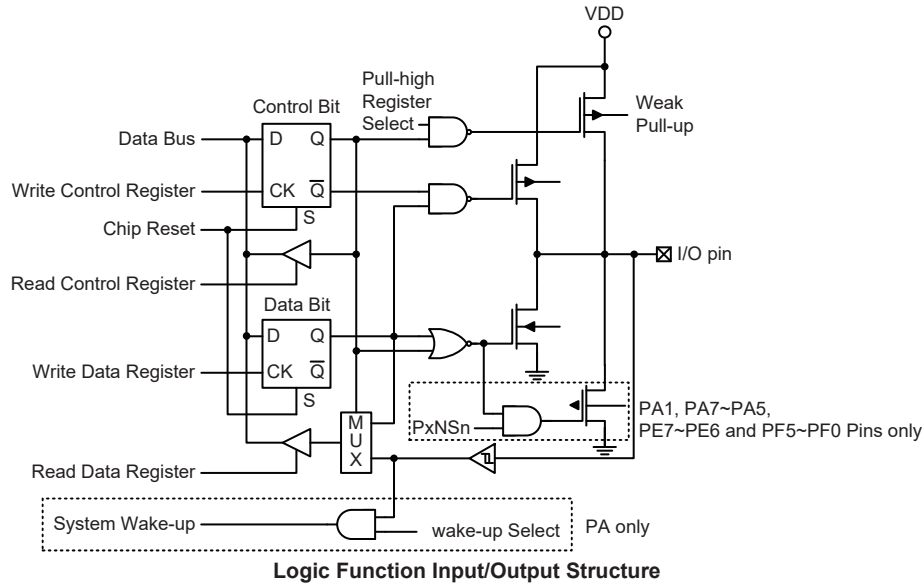 VDD
Pull-high
Register
Select
Weak
Pull-up
Control Bit
Data Bus
D
Q
Write Control Register
CK
Q
S
Chip Reset
I/O pin
Read Control Register
Data Bit
D
Q
Write Data Register
CK
Q
S
M
U
X
PxNSn
PA1, PA7~PA5,
PE7~PE6 and PF5~PF0 Pins only
Read Data Register
System Wake-up
wake-up Select
PA only
Logic Function Input/Output Structure